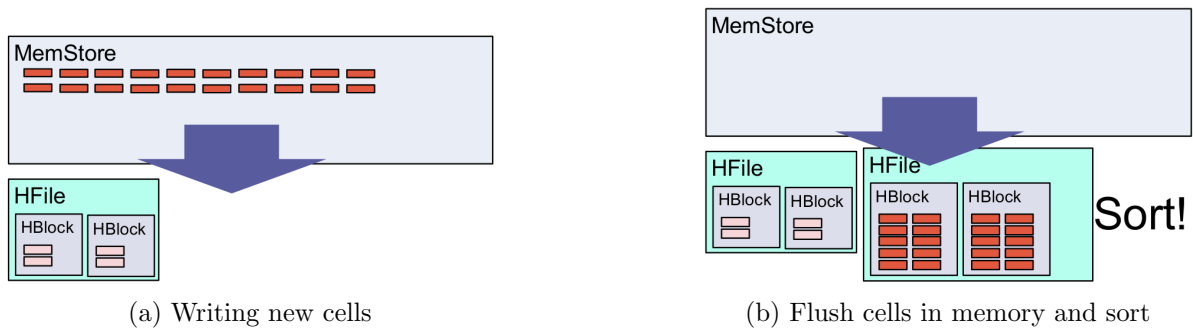 MemStore
HFile
HBlock HBlock
(a) Writing new cells
MemStore
HFile HFile
HBlock HBlock HBlock HBlock
Sort!
(b) Flush cells in memory and sort